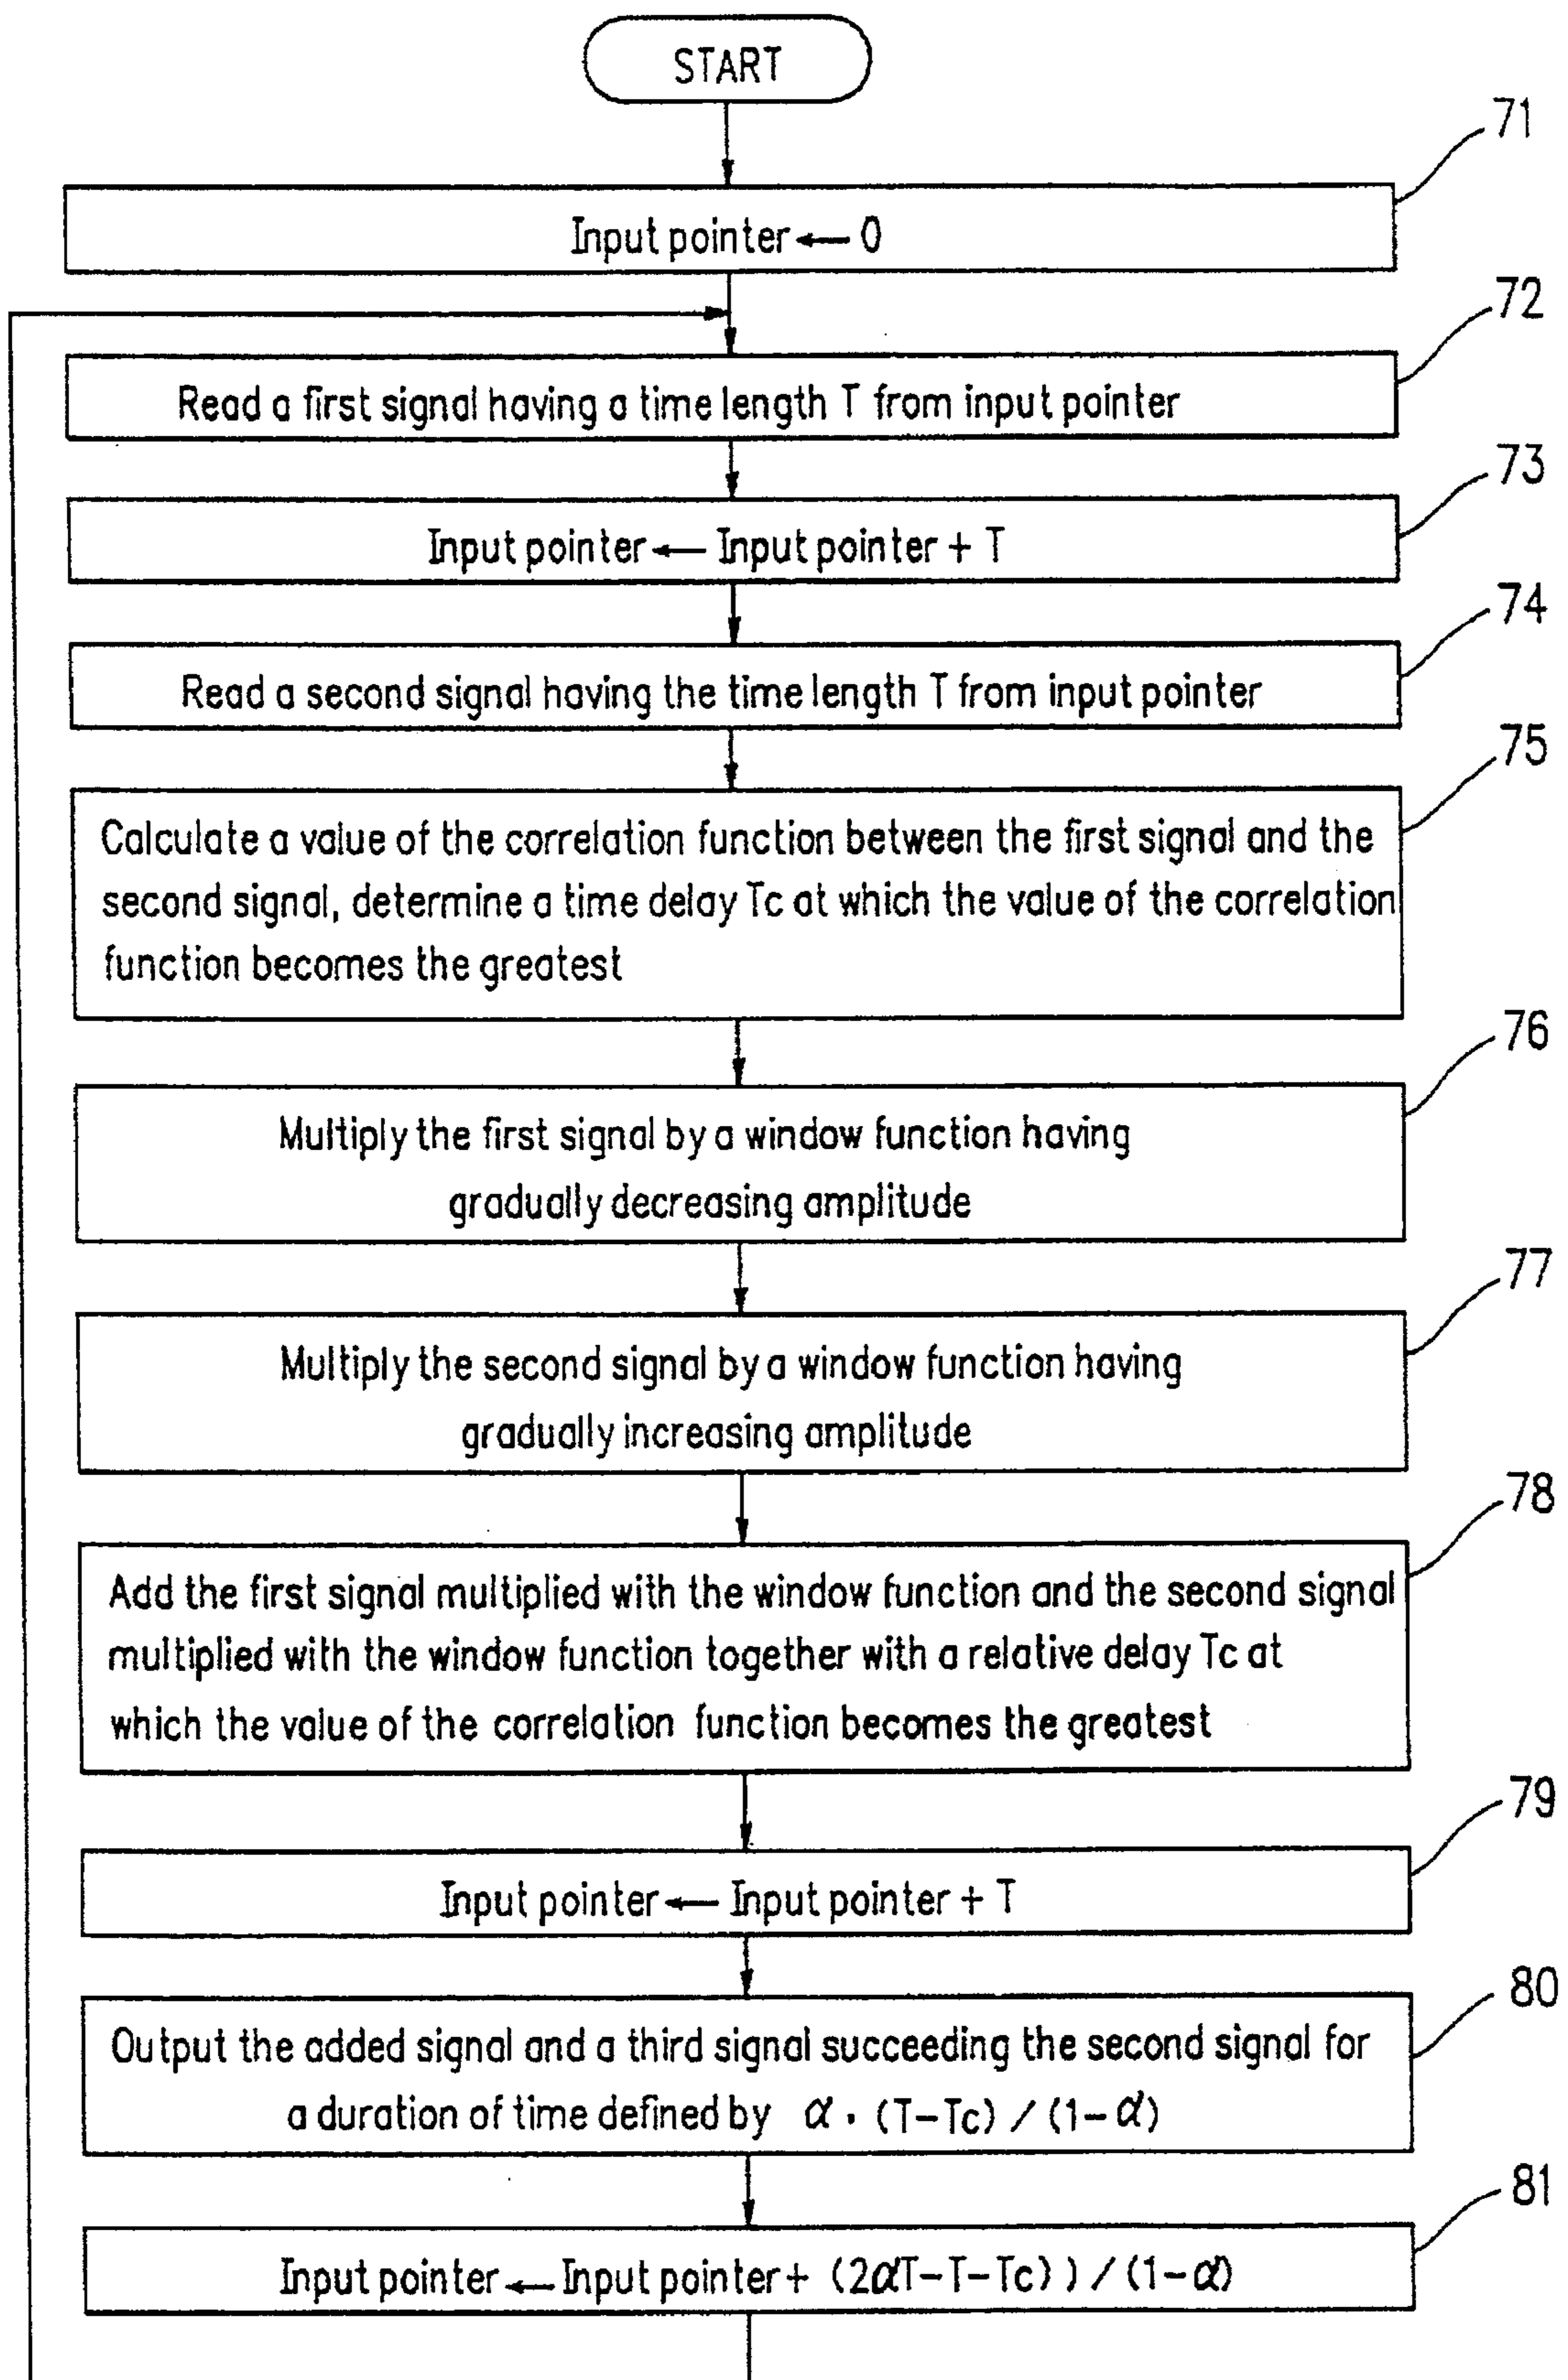 START
71
Input pointer ← 0
72
Read a first signal having a time length T from input pointer
73
Input pointer ← Input pointer + T
74
Read a second signal having the time length T from input pointer
75
Calculate a value of the correlation function between the first signal and the
second signal, determine a time delay Tc at which the value of the correlation
function becomes the greatest
76
Multiply the first signal by a window function having
gradually decreasing amplitude
77
Multiply the second signal by a window function having
gradually increasing amplitude
78
Add the first signal multiplied with the window function and the second signal
multiplied with the window function together with a relative delay Tc at
which the value of the correlation function becomes the greatest
79
Input pointer ← Input pointer + T
80
Output the added signal and a third signal succeeding the second signal for
a duration of time defined by α · (T-Tc) / (1-α)
81
Input pointer ← Input pointer + (2αT-T-Tc)) / (1-α)